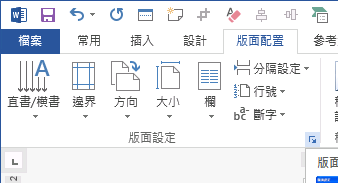 檔案 常用 插入 設計 版面配置 參考
直書/橫書 邊界 方向 大小 欄 分隔設定
行號
bc 斷字
版面設定
版面
2